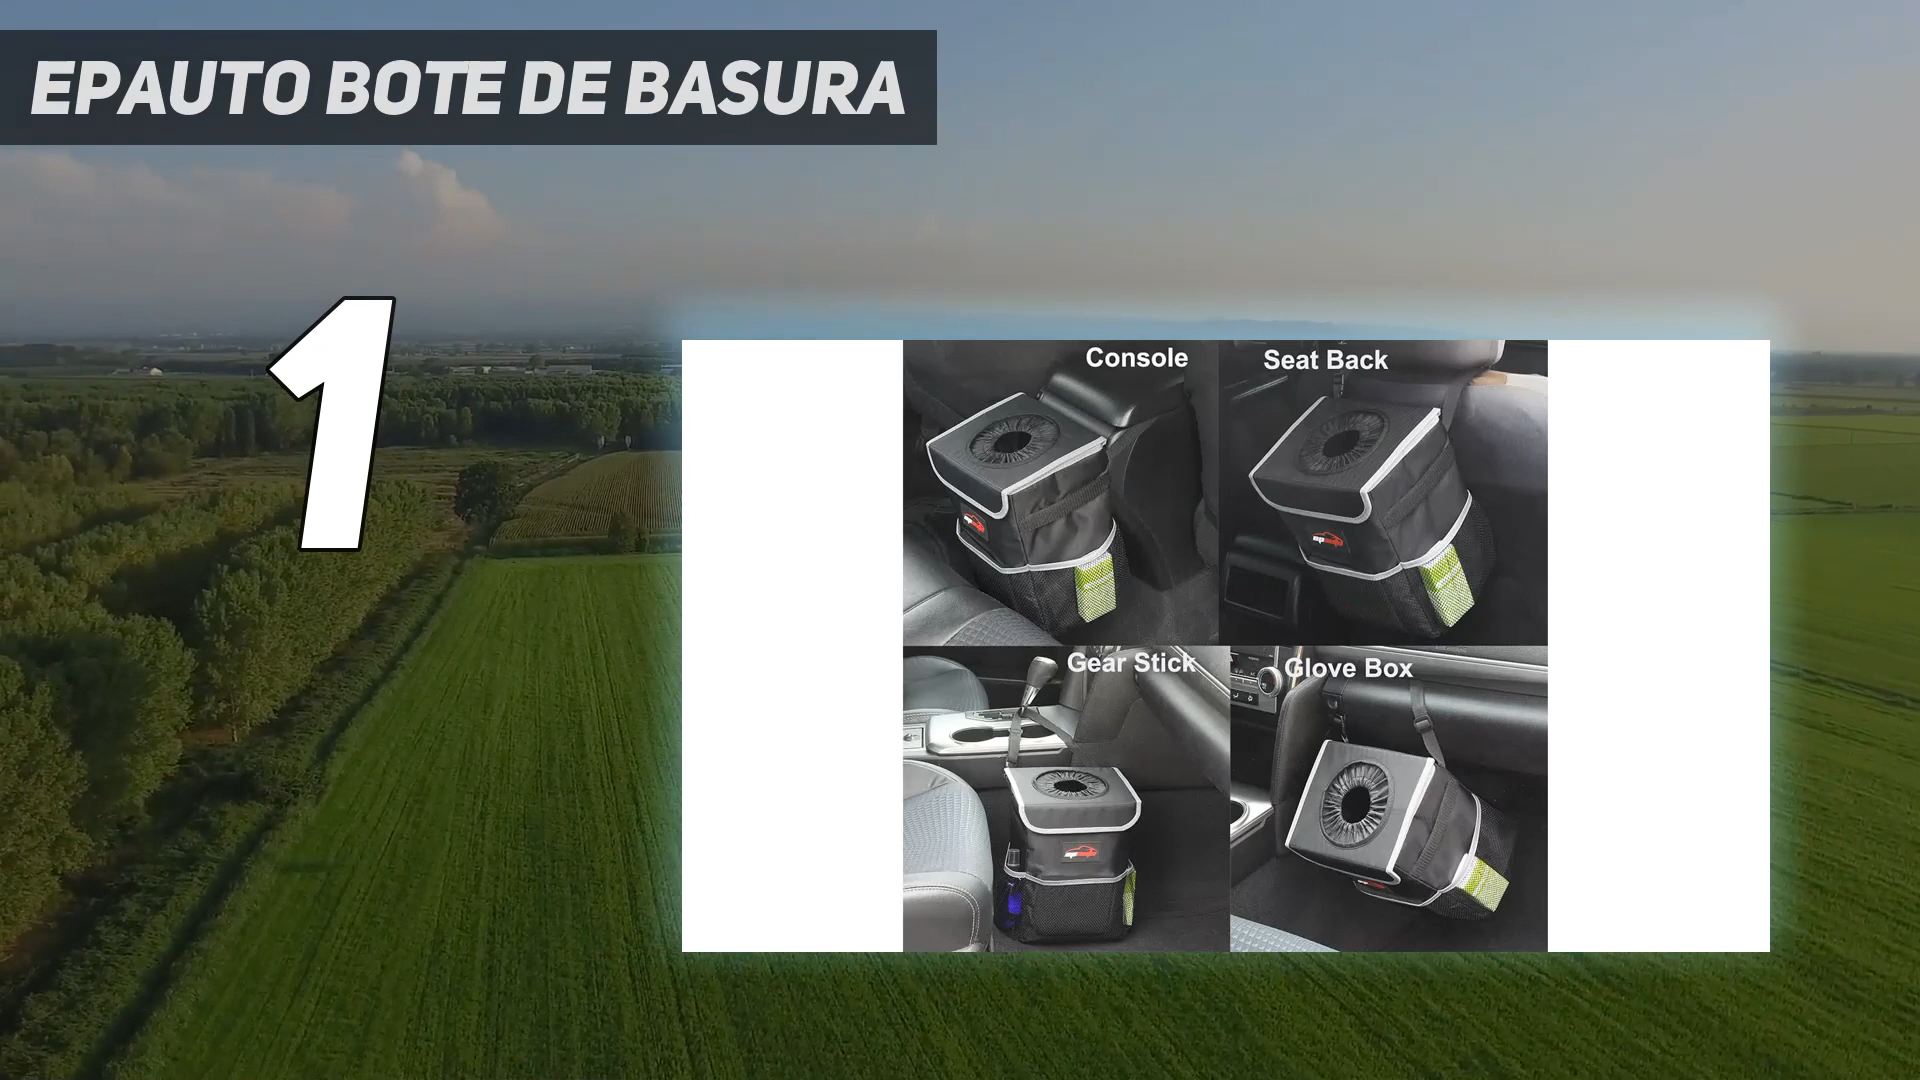 EPAUTO BOTE DE BASURA
1
Console
Seat Back
Gear Stick
Glove Box